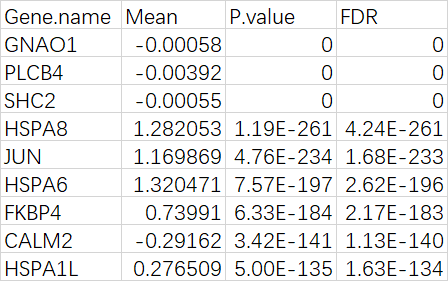 Gene.name Mean P.value FDR
GNAO1 -0.00058 0 0
PLCB4 -0.00392 0 0
SHC2 -0.00055 0 0
HSPA8 1.282053 1.19E-261 4.24E-261
JUN 1.169869 4.76E-234 1.68E-233
HSPA6 1.320471 7.57E-197 2.62E-196
FKBP4 0.73991 6.33E-184 2.17E-183
CALM2 -0.29162 3.42E-141 1.13E-140
HSPA1L 0.276509 5.00E-135 1.63E-134